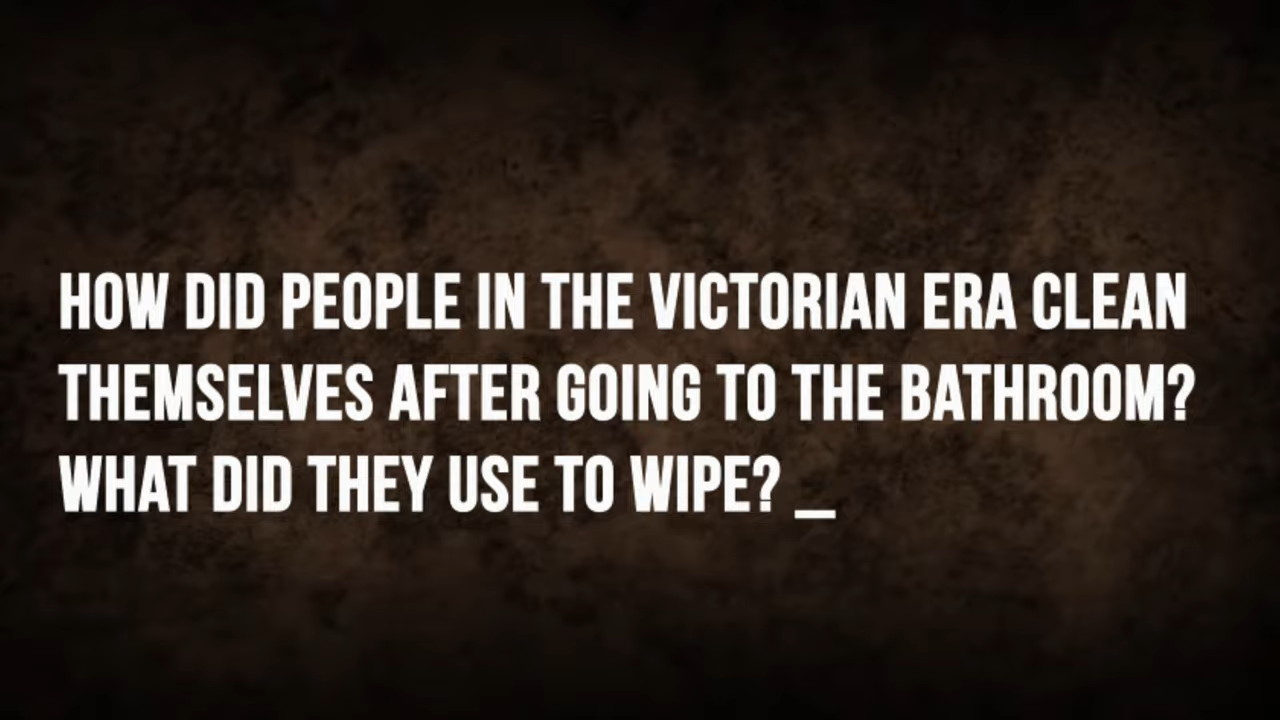 HOW DID PEOPLE IN THE VICTORIAN ERA CLEAN
THEMSELVES AFTER GOING TO THE BATHROOM?
WHAT DID THEY USE TO WIPE? _